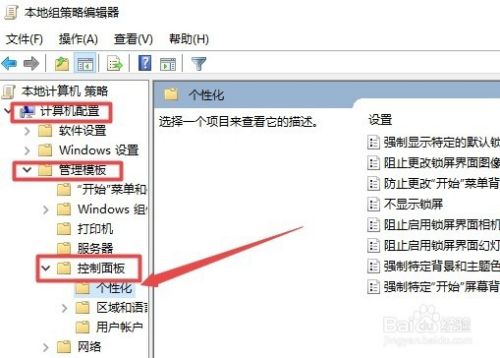 本地组策略编辑器
文件(F) 操作(A) 查看(V) 帮助(H)
本地计算机 策略
计算机配置
软件设置
Windows 设置
管理模板
"开始"菜单和
Windows 组
打印机
服务器
控制面板
个性化
区域和语言
用户帐户
网络
个性化
选择一个项目来查看它的描述。
设置
强制显示特定的默认锁
阻止更改锁屏界面图像
防止更改"开始"菜单背
不显示锁屏
阻止启用锁屏界面相机
阻止启用锁屏界面幻灯
强制特定背景和主题色
强制特定"开始"屏幕背
Baidu 经验
jingyan.baidu.com